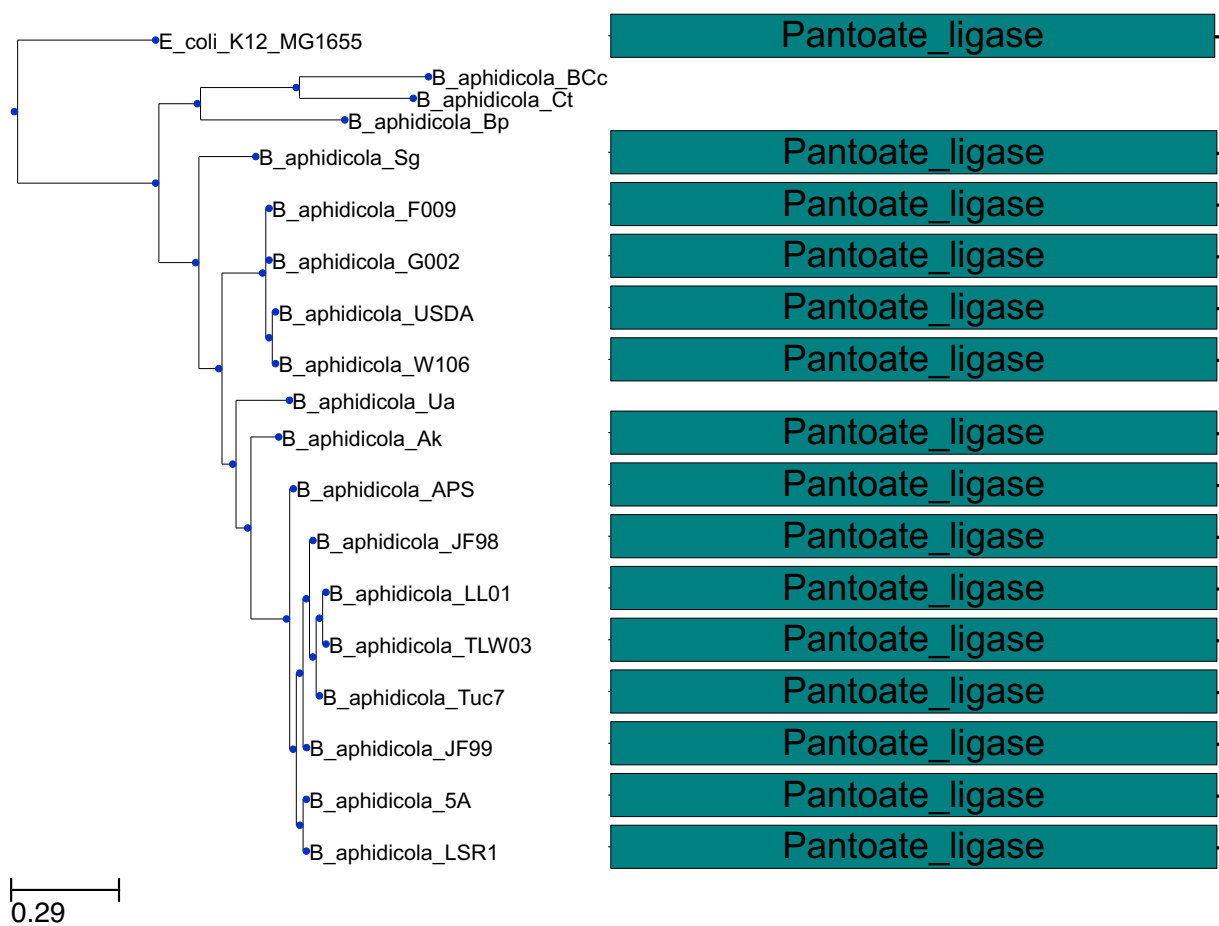 E_coli_K12_MG1655 Pantoate_ligase
B_aphidicola_BCc
B_aphidicola_Ct
B_aphidicola_Bp
B_aphidicola_Sg Pantoate_ligase
B_aphidicola_F009 Pantoate_ligase
B_aphidicola_G002 Pantoate_ligase
B_aphidicola_USDA Pantoate_ligase
B_aphidicola_W106 Pantoate_ligase
B_aphidicola_Ua
B_aphidicola_Ak Pantoate_ligase
B_aphidicola_APS Pantoate_ligase
B_aphidicola_JF98 Pantoate_ligase
B_aphidicola_LL01 Pantoate_ligase
B_aphidicola_TLW03 Pantoate_ligase
B_aphidicola_Tuc7 Pantoate_ligase
B_aphidicola_JF99 Pantoate_ligase
B_aphidicola_5A Pantoate_ligase
B_aphidicola_LSR1 Pantoate_ligase
0.29